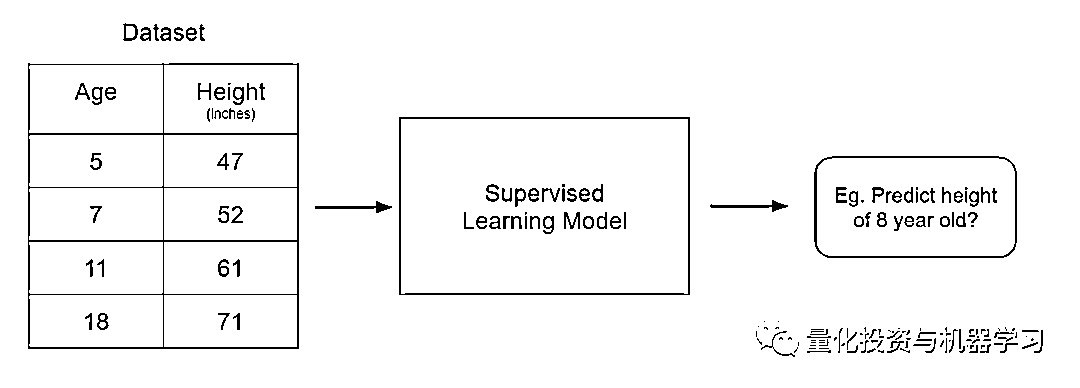 Dataset
Age Height
(Inches)
5 47
7 52
11 61
18 71
Supervised
Learning Model
Eg. Predict height
of 8 year old?
量化投资与机器学习